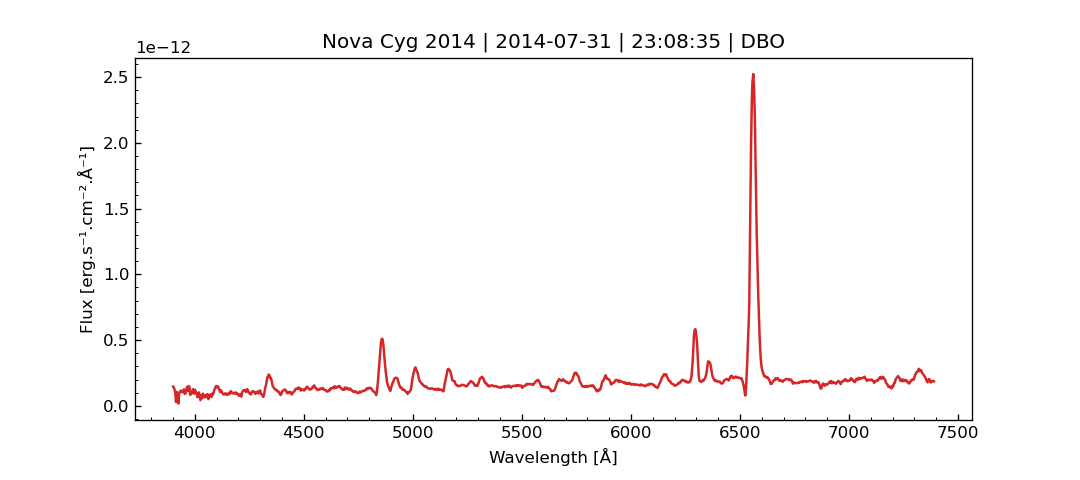 Nova Cyg 2014 | 2014-07-31 | 23:08:35 | DBO
1e−12
2.5
2.0
1.5
1.0
0.5
0.0
Flux [erg.s⁻¹.cm⁻².Å⁻¹]
4000 4500 5000 5500 6000 6500 7000 7500
Wavelength [Å]